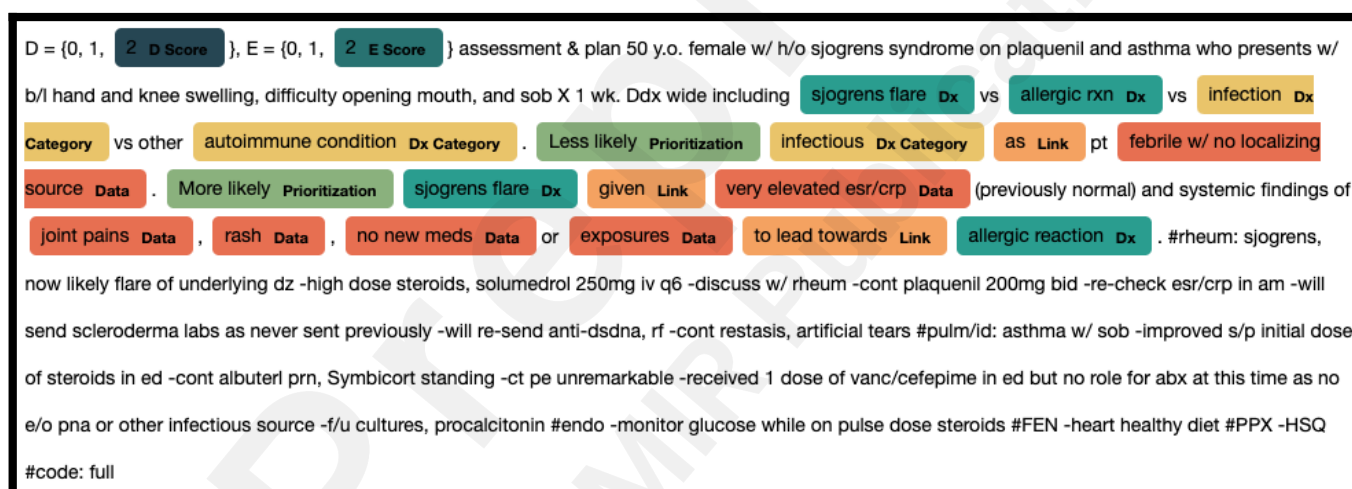 D = {0, 1, 2 D Score }, E = {0, 1, 2 E Score } assessment & plan 50 y.o. female w/ h/o sjogrens syndrome on plaquenil and asthma who presents w/
b/l hand and knee swelling, difficulty opening mouth, and sob X 1 wk. Ddx wide including sjogrens flare Dx vs allergic rxn Dx vs infection Dx
Category vs other autoimmune condition Dx Category . Less likely Prioritization infectious Dx Category as Link pt febrile w/ no localizing
source Data . More likely Prioritization sjogrens flare Dx given Link very elevated esr/crp Data (previously normal) and systemic findings of
joint pains Data , rash Data , no new meds Data or exposures Data to lead towards Link allergic reaction Dx . #rheum: sjogrens,
now likely flare of underlying dz -high dose steroids, solumedrol 250mg iv q6 -discuss w/ rheum -cont plaquenil 200mg bid -re-check esr/crp in am -will
send scleroderma labs as never sent previously -will re-send anti-dsdna, rf -cont restasis, artificial tears #pulm/id: asthma w/ sob -improved s/p initial dose
of steroids in ed -cont albuterl prn, Symbicort standing -ct pe unremarkable -received 1 dose of vanc/cefepime in ed but no role for abx at this time as no
e/o pna or other infectious source -f/u cultures, procalcitonin #endo -monitor glucose while on pulse dose steroids #FEN -heart healthy diet #PPX -HSQ
#code: full